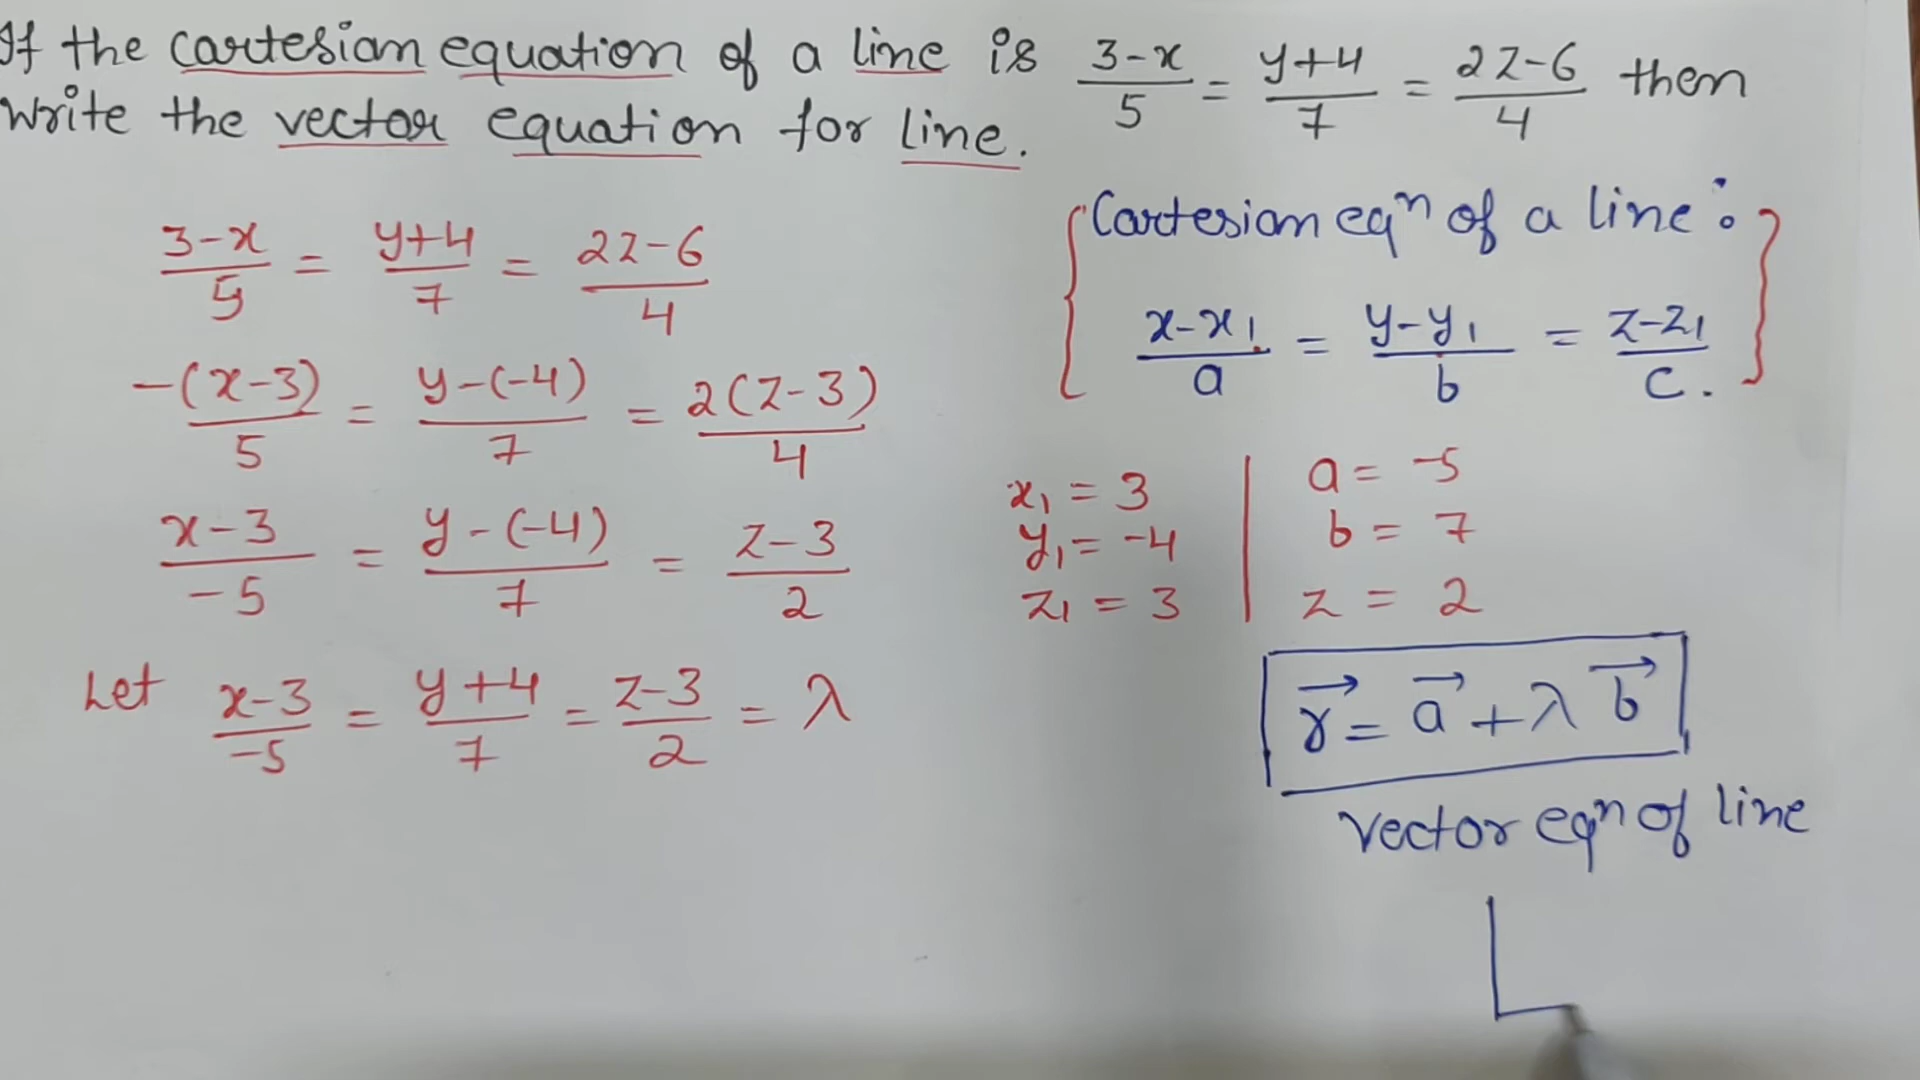 If the cartesian equation of a line is 3-x/5 = y+4/7 = 2z-6/4 then
write the vector equation for line.
3-x/5 = y+4/7 = 2z-6/4
-(x-3)/5 = y-(-4)/7 = 2(z-3)/4
x-3/-5 = y-(-4)/7 = z-3/2
Let x-3/-5 = y+4/7 = z-3/2 = λ
{Cartesian eqⁿ of a line:
x-x₁/a = y-y₁/b = z-z₁/c.}
x₁ = 3 | a = -5
y₁ = -4 | b = 7
z₁ = 3 | z = 2
r⃗ = a⃗ + λ b⃗
vector eqⁿ of line